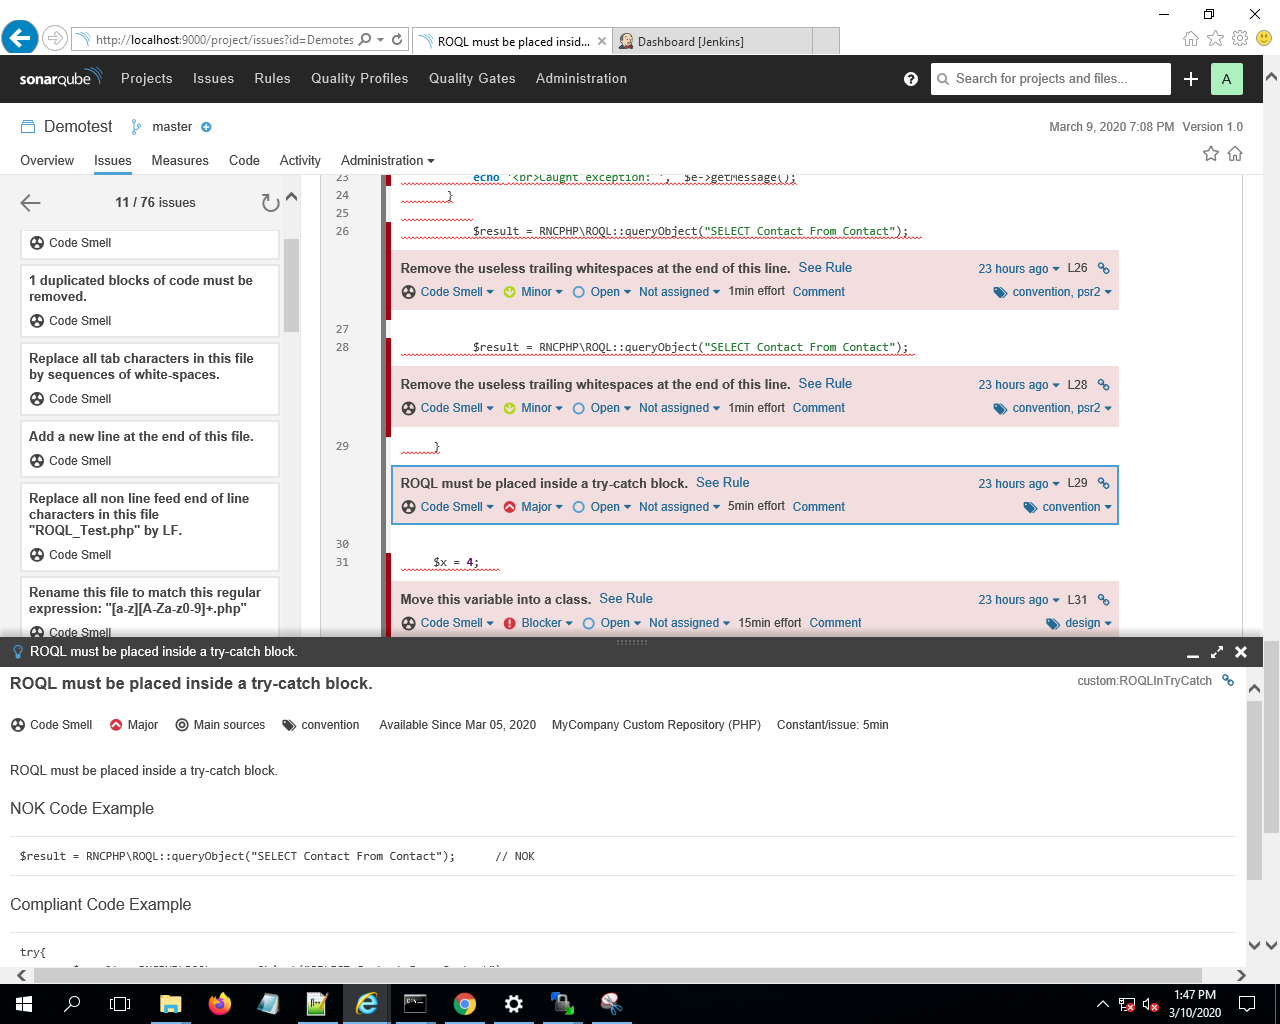 http://localhost:9000/project/issues?id=Demotes
ROQL must be placed insid...
Dashboard [Jenkins]
sonarqube Projects Issues Rules Quality Profiles Quality Gates Administration
Search for projects and files...
A
Demotest master
March 9, 2020 7:08 PM Version 1.0
Overview Issues Measures Code Activity Administration
11 / 76 issues
Code Smell
1 duplicated blocks of code must be
removed.
Code Smell
Replace all tab characters in this file
by sequences of white-spaces.
Code Smell
Add a new line at the end of this file.
Code Smell
Replace all non line feed end of line
characters in this file
"ROQL_Test.php" by LF.
Code Smell
Rename this file to match this regular
expression: "[a-z][A-Za-z0-9]+.php"
Code Smell
23 echo '<br>Caught exception: ', $e->getMessage();
24 }
25
26 $result = RNCPHP\ROQL::queryObject("SELECT Contact From Contact");
Remove the useless trailing whitespaces at the end of this line. See Rule 23 hours ago L26
Code Smell Minor Open Not assigned 1min effort Comment convention, psr2
27
28 $result = RNCPHP\ROQL::queryObject("SELECT Contact From Contact");
Remove the useless trailing whitespaces at the end of this line. See Rule 23 hours ago L28
Code Smell Minor Open Not assigned 1min effort Comment convention, psr2
29 }
ROQL must be placed inside a try-catch block. See Rule 23 hours ago L29
Code Smell Major Open Not assigned 5min effort Comment convention
30
31 $x = 4;
Move this variable into a class. See Rule 23 hours ago L31
Code Smell Blocker Open Not assigned 15min effort Comment design
ROQL must be placed inside a try-catch block.
ROQL must be placed inside a try-catch block. custom:ROQLInTryCatch
Code Smell Major Main sources convention Available Since Mar 05, 2020 MyCompany Custom Repository (PHP) Constant/issue: 5min
ROQL must be placed inside a try-catch block.
NOK Code Example
$result = RNCPHP\ROQL::queryObject("SELECT Contact From Contact"); // NOK
Compliant Code Example
try{
1:47 PM
3/10/2020